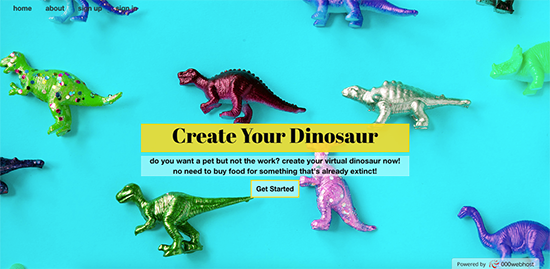 home about sign up sign in
Create Your Dinosaur
do you want a pet but not the work? create your virtual dinosaur now!
no need to buy food for something that's already extinct!
Get Started
Powered by 000webhost